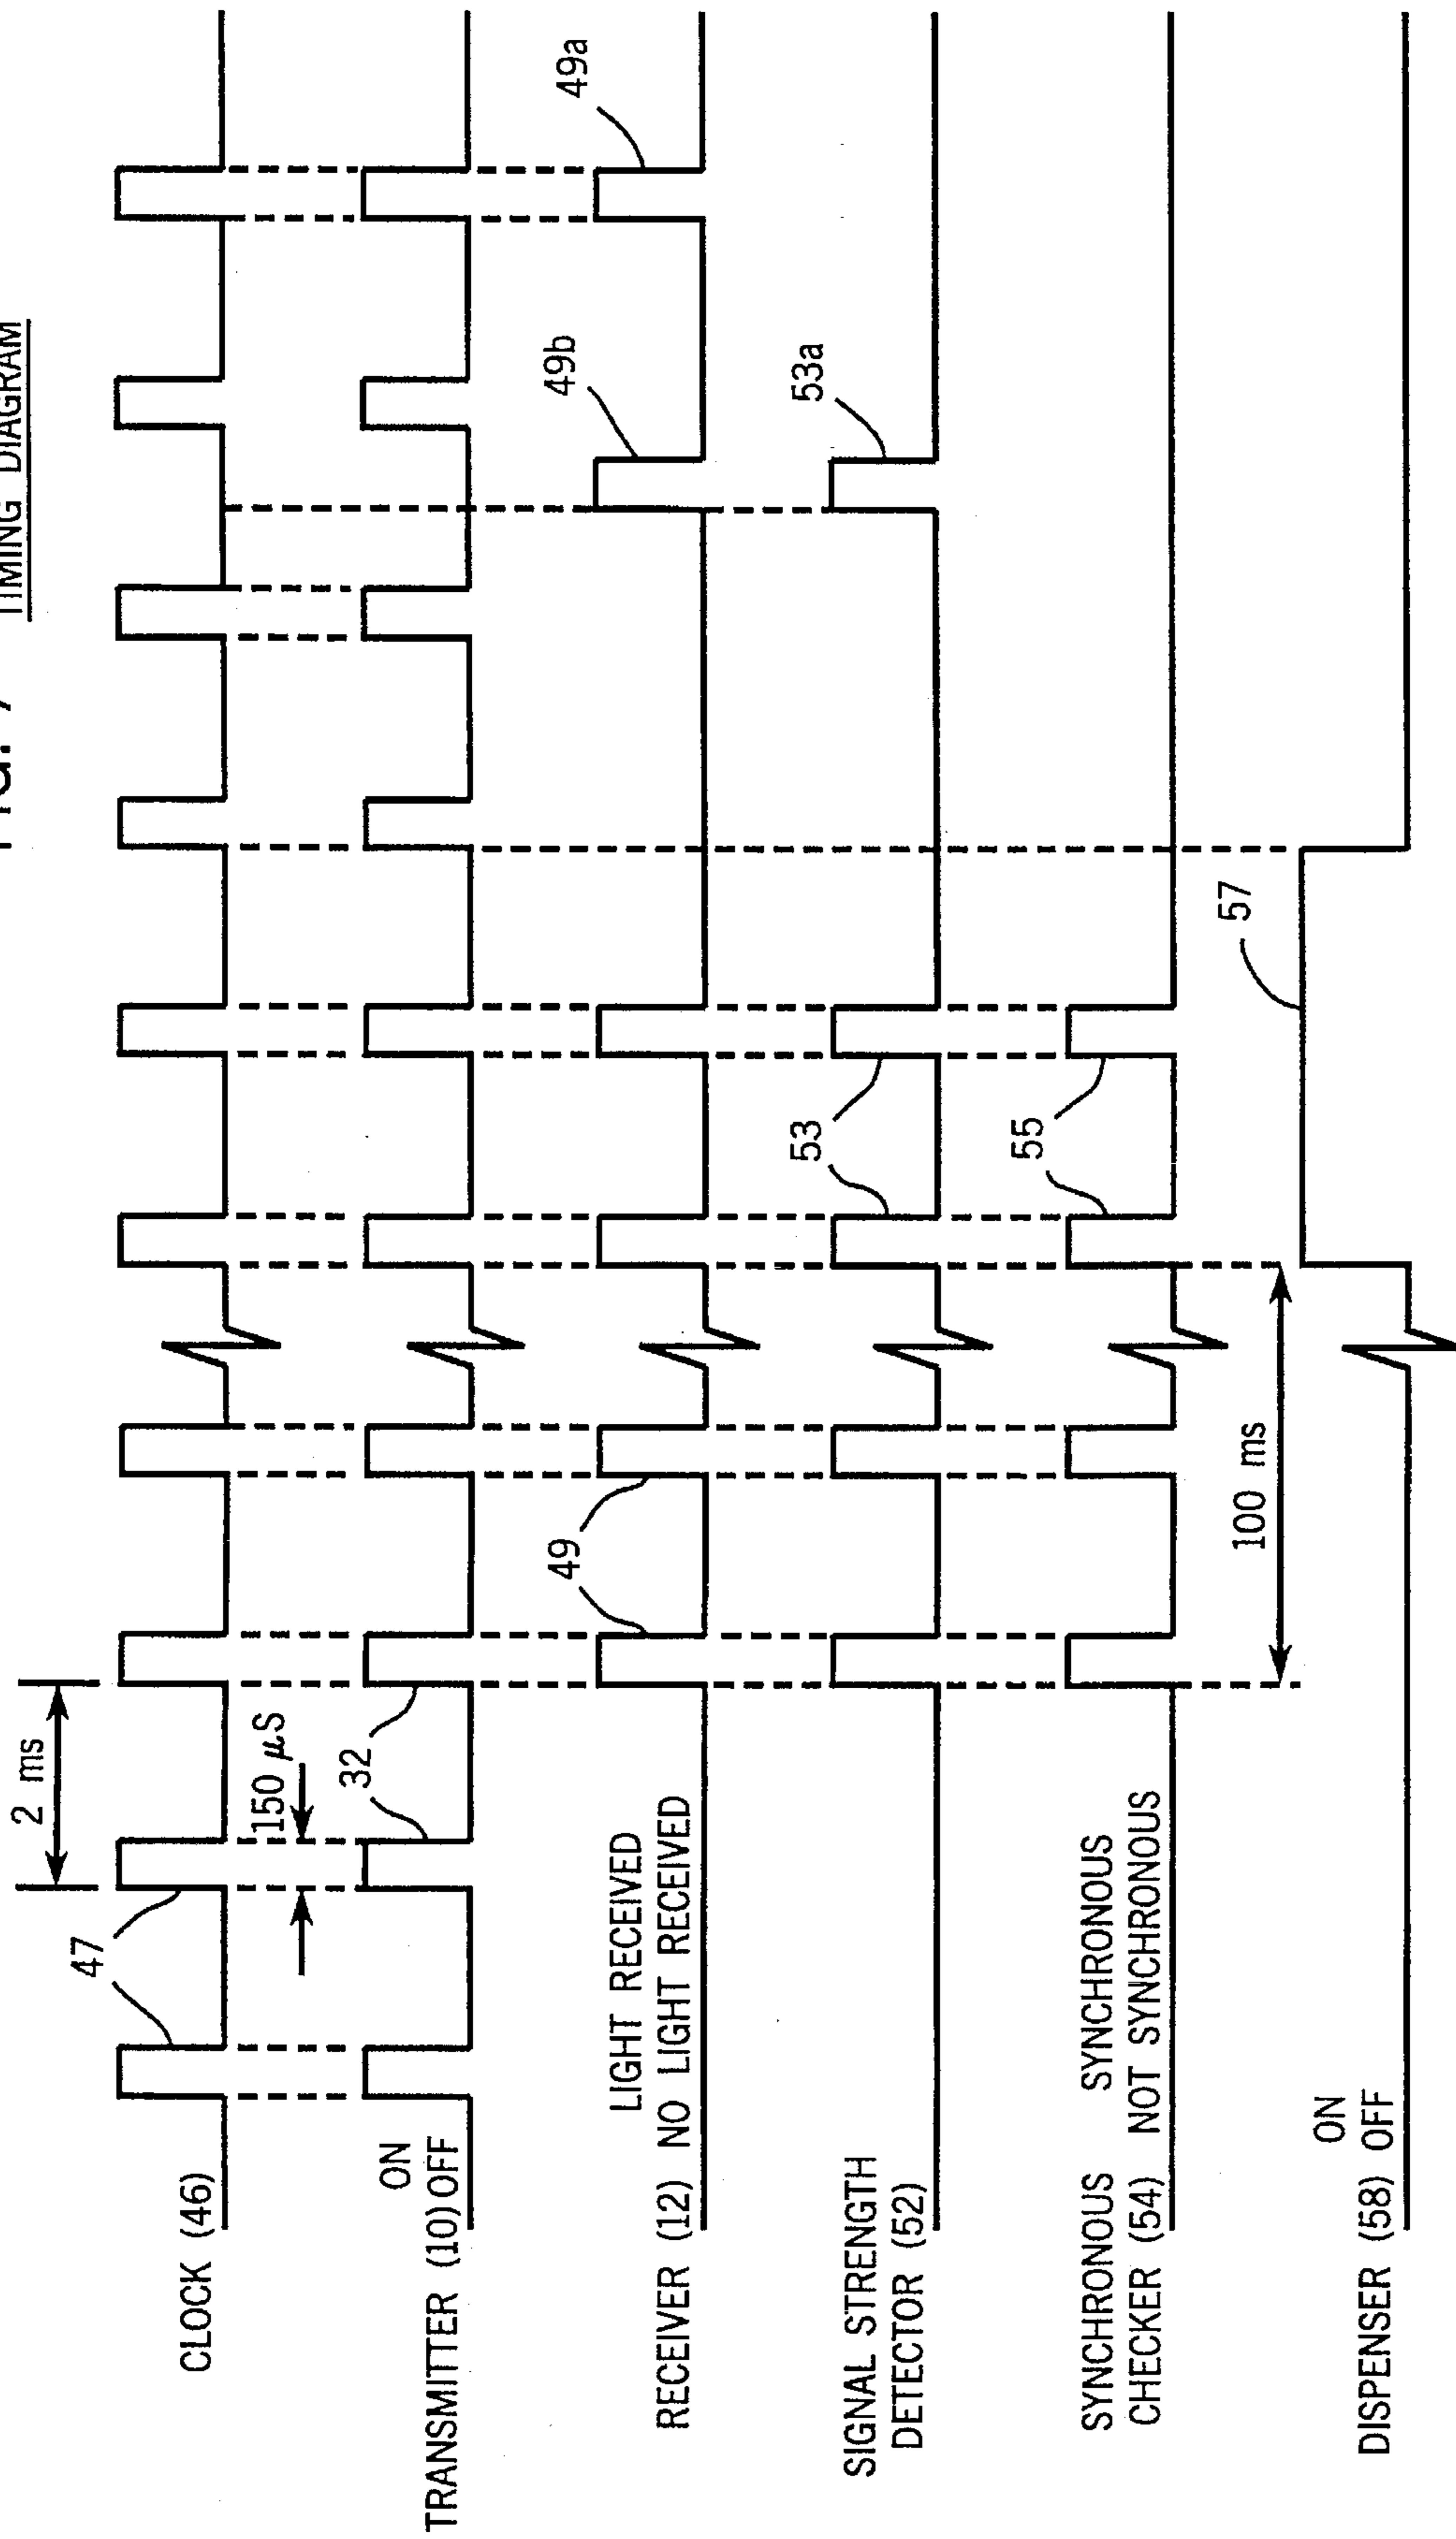 FIG. 7 TIMING DIAGRAM
2 ms
47
CLOCK (46)
150 μS
ON
TRANSMITTER (10) OFF
32
LIGHT RECEIVED
RECEIVER (12) NO LIGHT RECEIVED
49
49b
49a
SIGNAL STRENGTH
DETECTOR (52)
53
53a
SYNCHRONOUS SYNCHRONOUS
CHECKER (54) NOT SYNCHRONOUS
55
100 ms
57
ON
DISPENSER (58) OFF